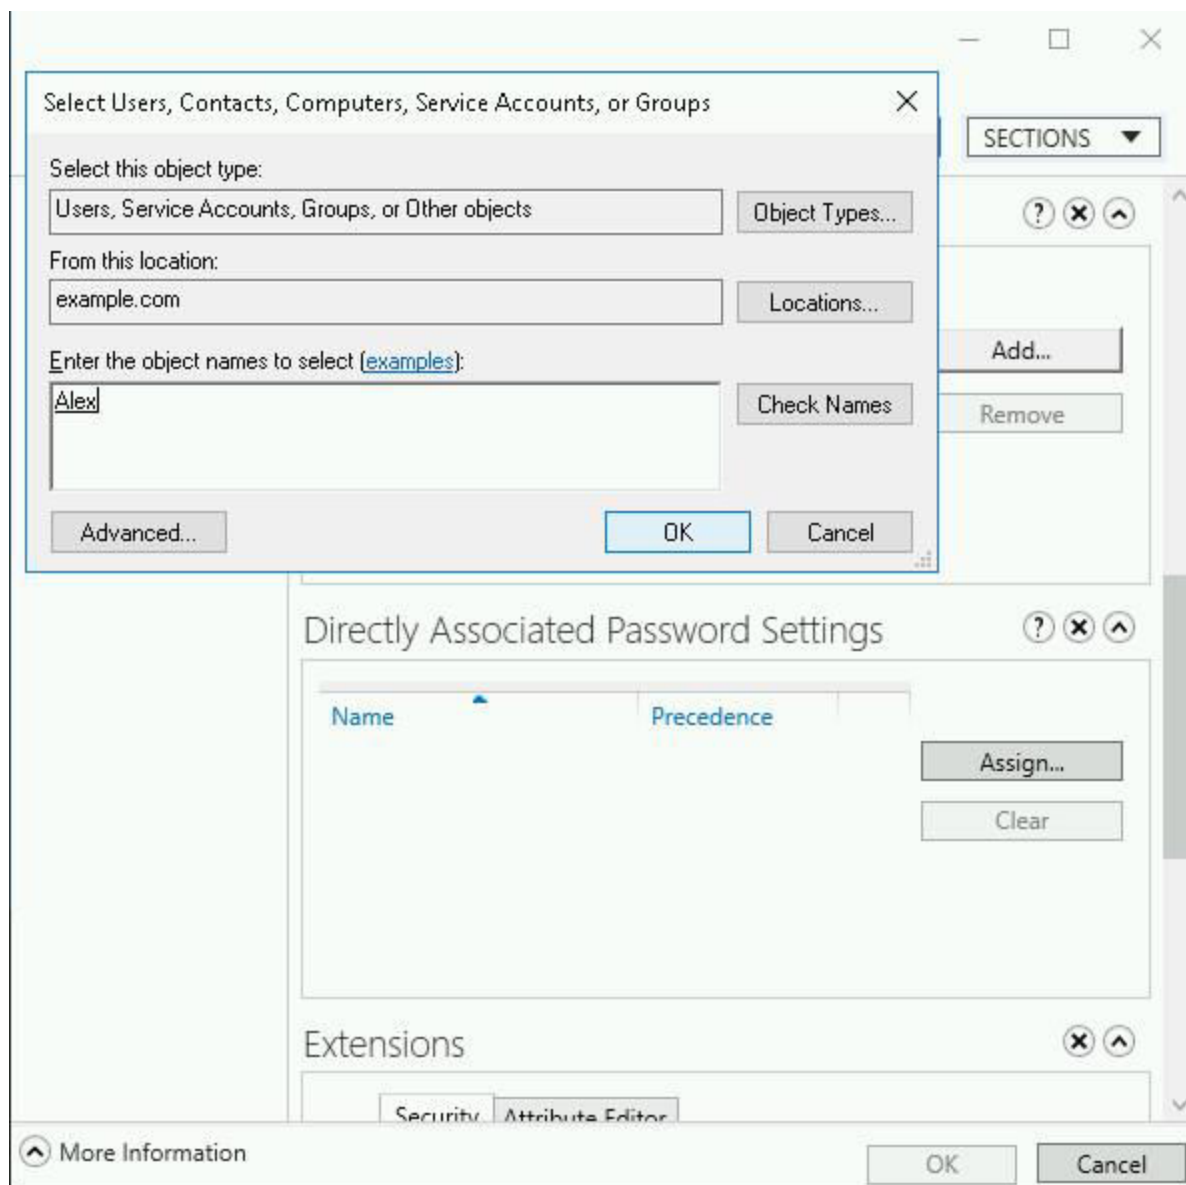 Select Users, Contacts, Computers, Service Accounts, or Groups
SECTIONS
Select this object type:
Users, Service Accounts, Groups, or Other objects
Object Types...
From this location:
example.com
Locations...
Enter the object names to select (examples):
Alex
Check Names
Advanced...
OK
Cancel
Add...
Remove
Directly Associated Password Settings
Name
Precedence
Assign...
Clear
Extensions
Security
Attribute Editor
More Information
OK
Cancel